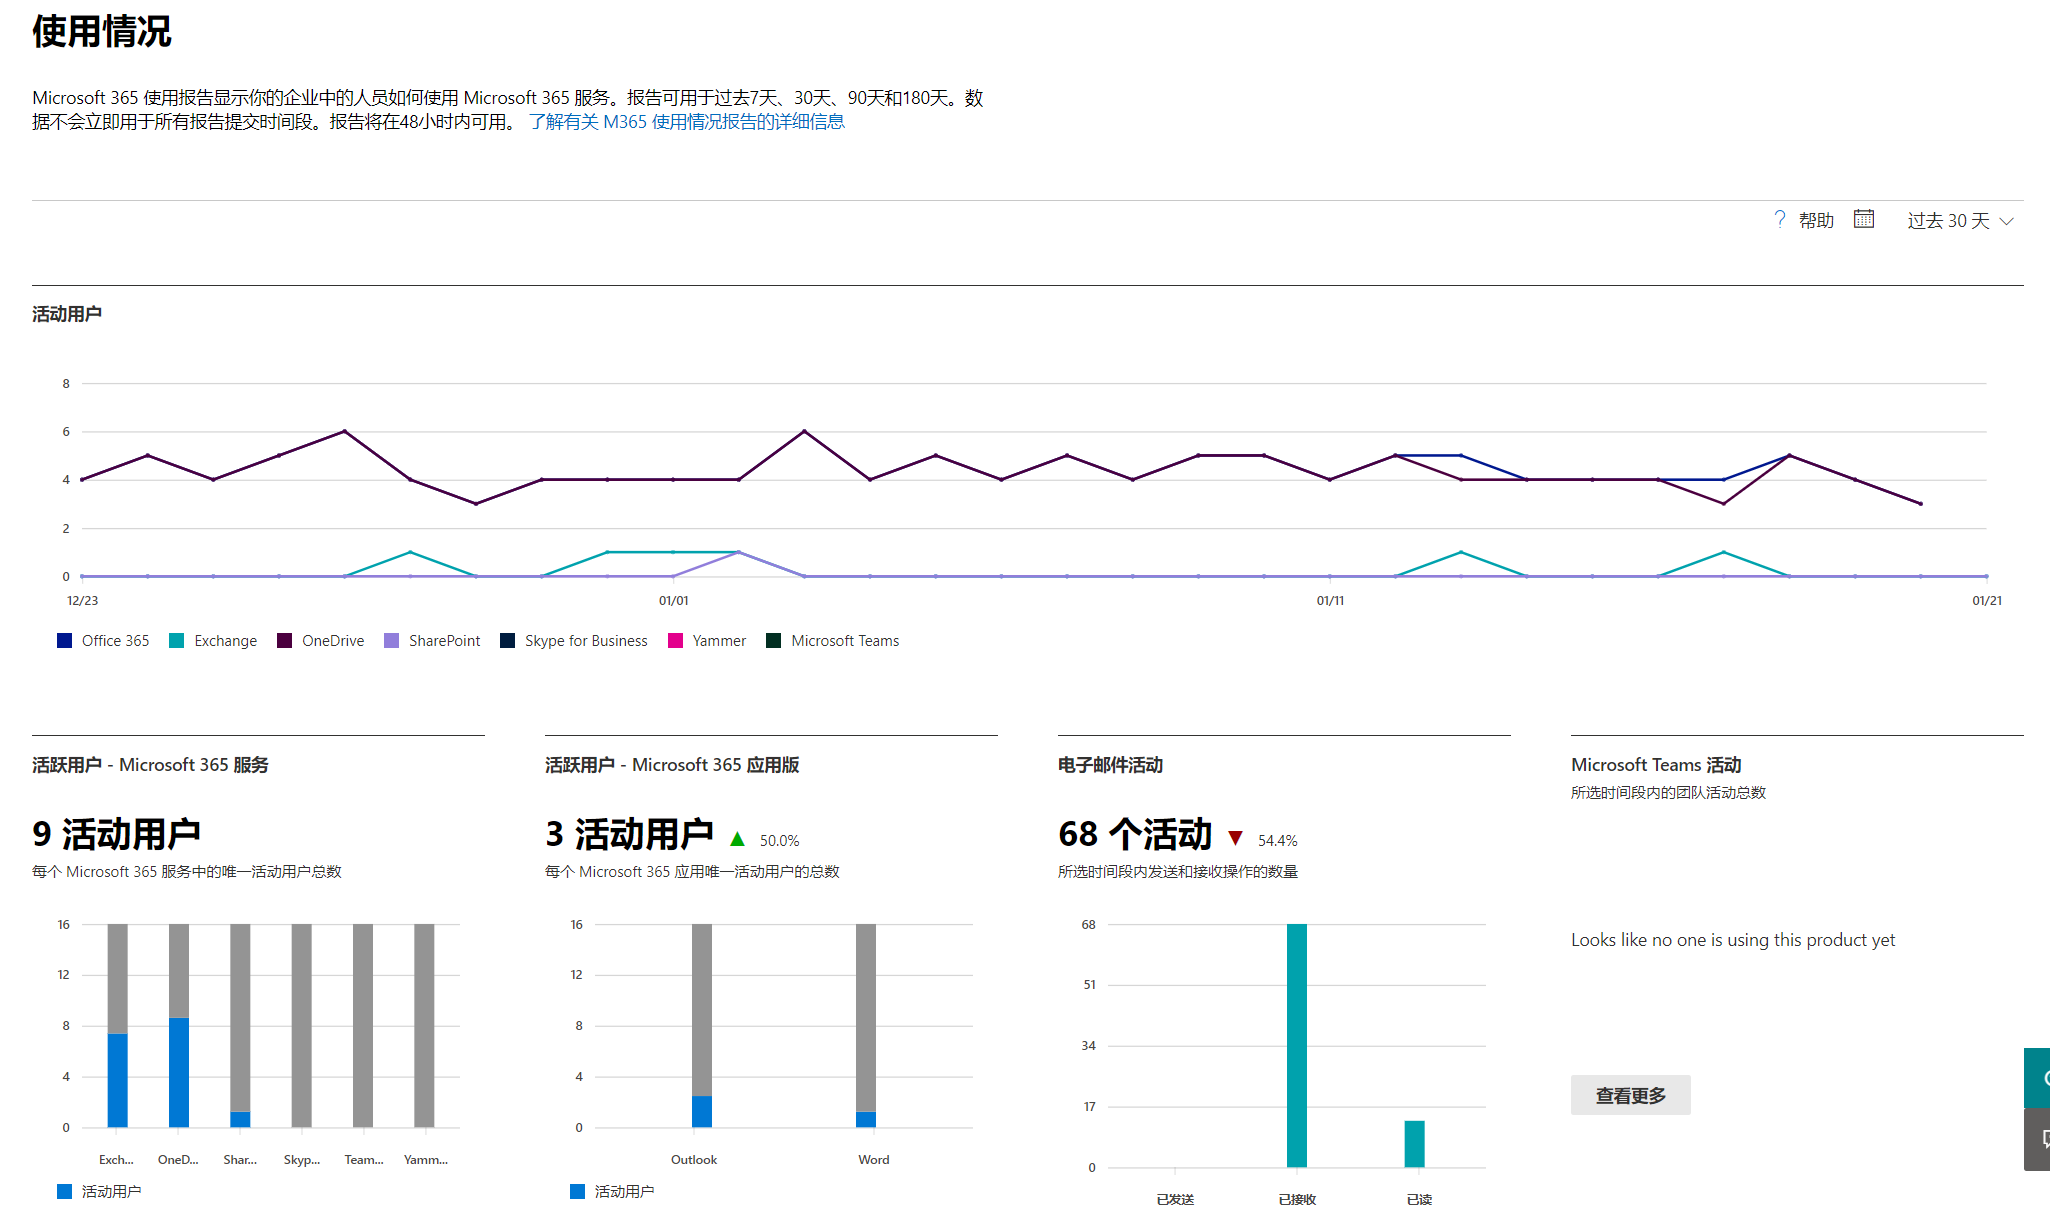 使用情况
Microsoft 365 使用报告显示你的企业中的人员如何使用 Microsoft 365 服务。报告可用于过去7天、30天、90天和180天。数
据不会立即用于所有报告提交时间段。报告将在48小时内可用。 了解有关 M365 使用情况报告的详细信息
? 帮助 过去 30 天
活动用户
8
6
4
2
0
12/23 01/01 01/11 01/21
Office 365 Exchange OneDrive SharePoint Skype for Business Yammer Microsoft Teams
活跃用户 - Microsoft 365 服务
9 活动用户
每个 Microsoft 365 服务中的唯一活动用户总数
16
12
8
4
0
Exch... OneD... Shar... Skyp... Team... Yamm...
活动用户
活跃用户 - Microsoft 365 应用版
3 活动用户 ▲ 50.0%
每个 Microsoft 365 应用唯一活动用户的总数
16
12
8
4
0
Outlook Word
活动用户
电子邮件活动
68 个活动 ▼ 54.4%
所选时间段内发送和接收操作的数量
68
51
34
17
0
已发送 已接收 已读
Microsoft Teams 活动
所选时间段内的团队活动总数
Looks like no one is using this product yet
查看更多